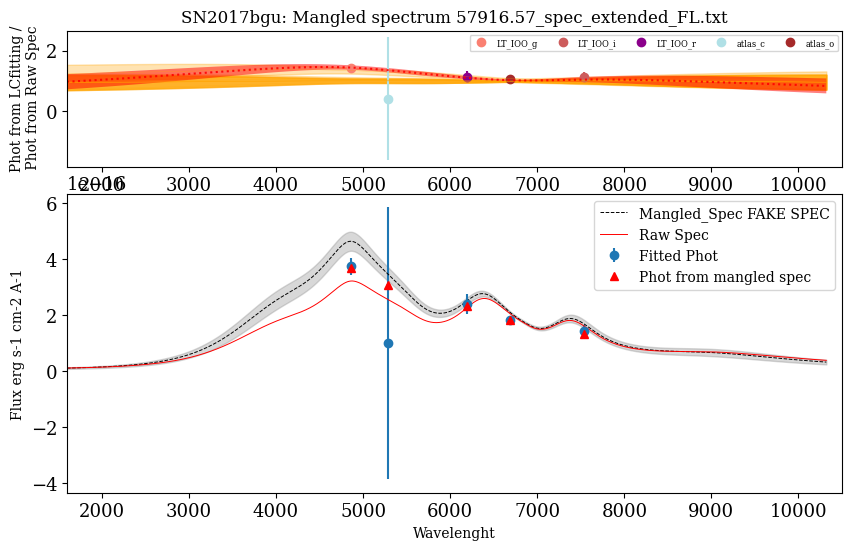 SN2017bgu: Mangled spectrum 57916.57_spec_extended_FL.txt
Phot from LCfitting /
Phot from Raw Spec
2
0
LT_IOO_g LT_IOO_i LT_IOO_r atlas_c atlas_o
2000 3000 4000 5000 6000 7000 8000 9000 10000
1e−16
Flux erg s-1 cm-2 A-1
6
4
2
0
−2
−4
Mangled_Spec FAKE SPEC
Raw Spec
Fitted Phot
Phot from mangled spec
2000 3000 4000 5000 6000 7000 8000 9000 10000
Wavelenght